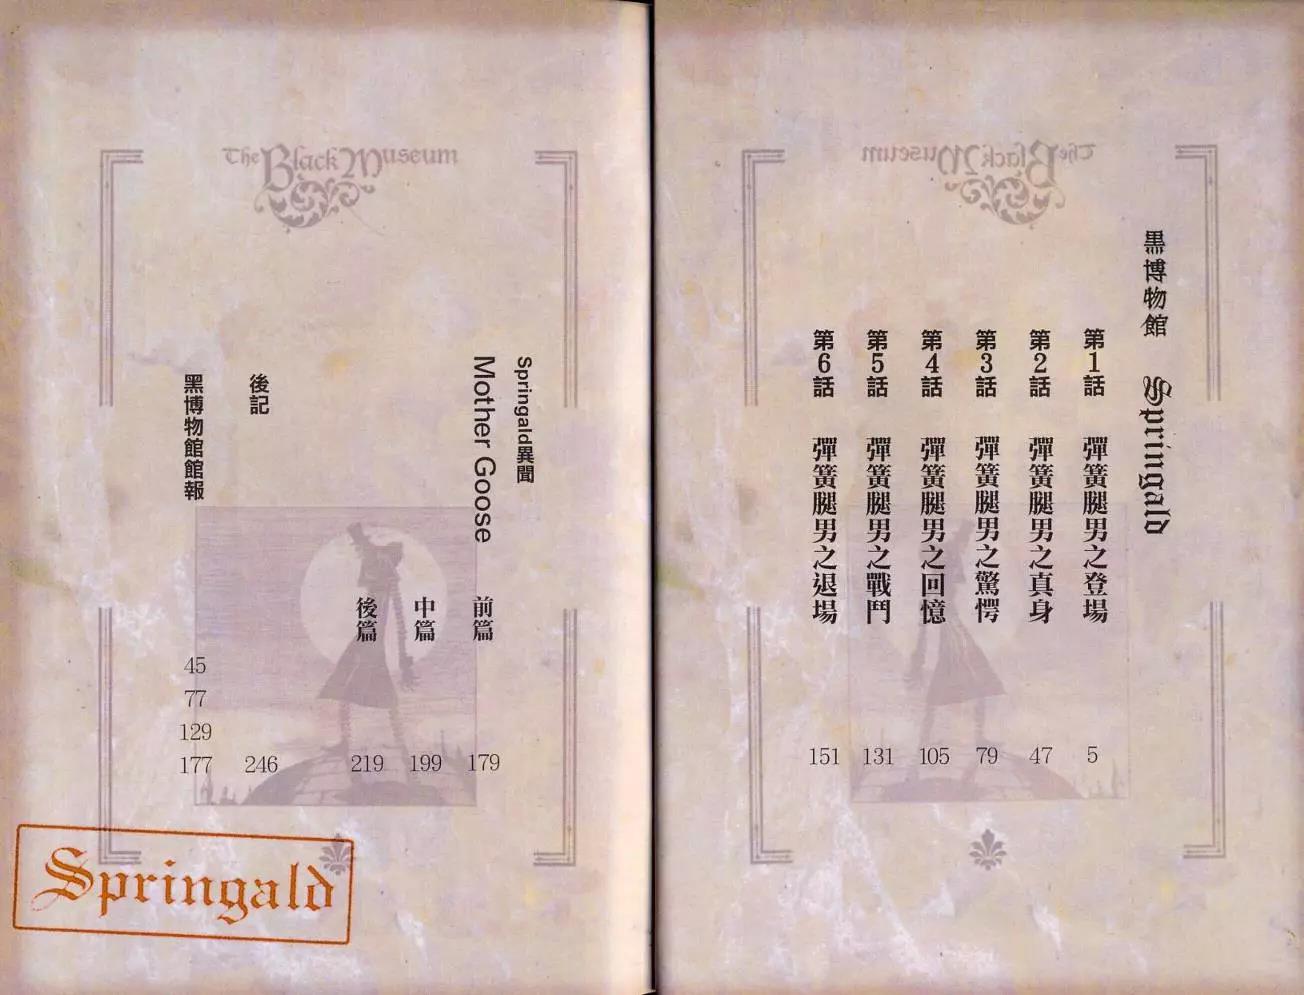 The Black Museum
黑博物館 Springald
第1話 彈簧腿男之登場 5
第2話 彈簧腿男之真身 47
第3話 彈簧腿男之驚愕 79
第4話 彈簧腿男之回憶 105
第5話 彈簧腿男之戰鬥 131
第6話 彈簧腿男之退場 151
The Black Museum
Springald異聞
Mother Goose 前篇 179
中篇 199
後篇 219
後記 246
黑博物館館報 45 77 129 177
Springald